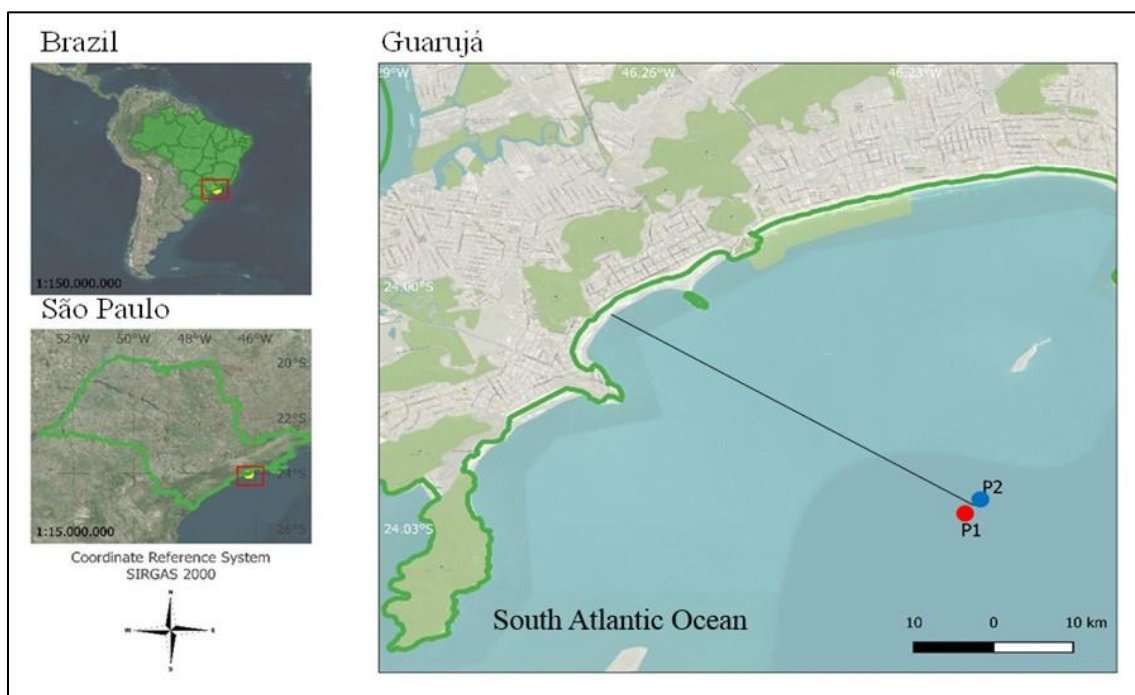 Brazil
1:150.000.000
São Paulo
52°W 50°W 48°W 46°W
20°S
22°S
24°S
26°S
1:15.000.000
Coordinate Reference System
SIRGAS 2000
N
W E
S
Guarujá
29°W 46.26°W 46.23°W
24.00°S
24.03°S
P2
P1
South Atlantic Ocean
10 0 10 km